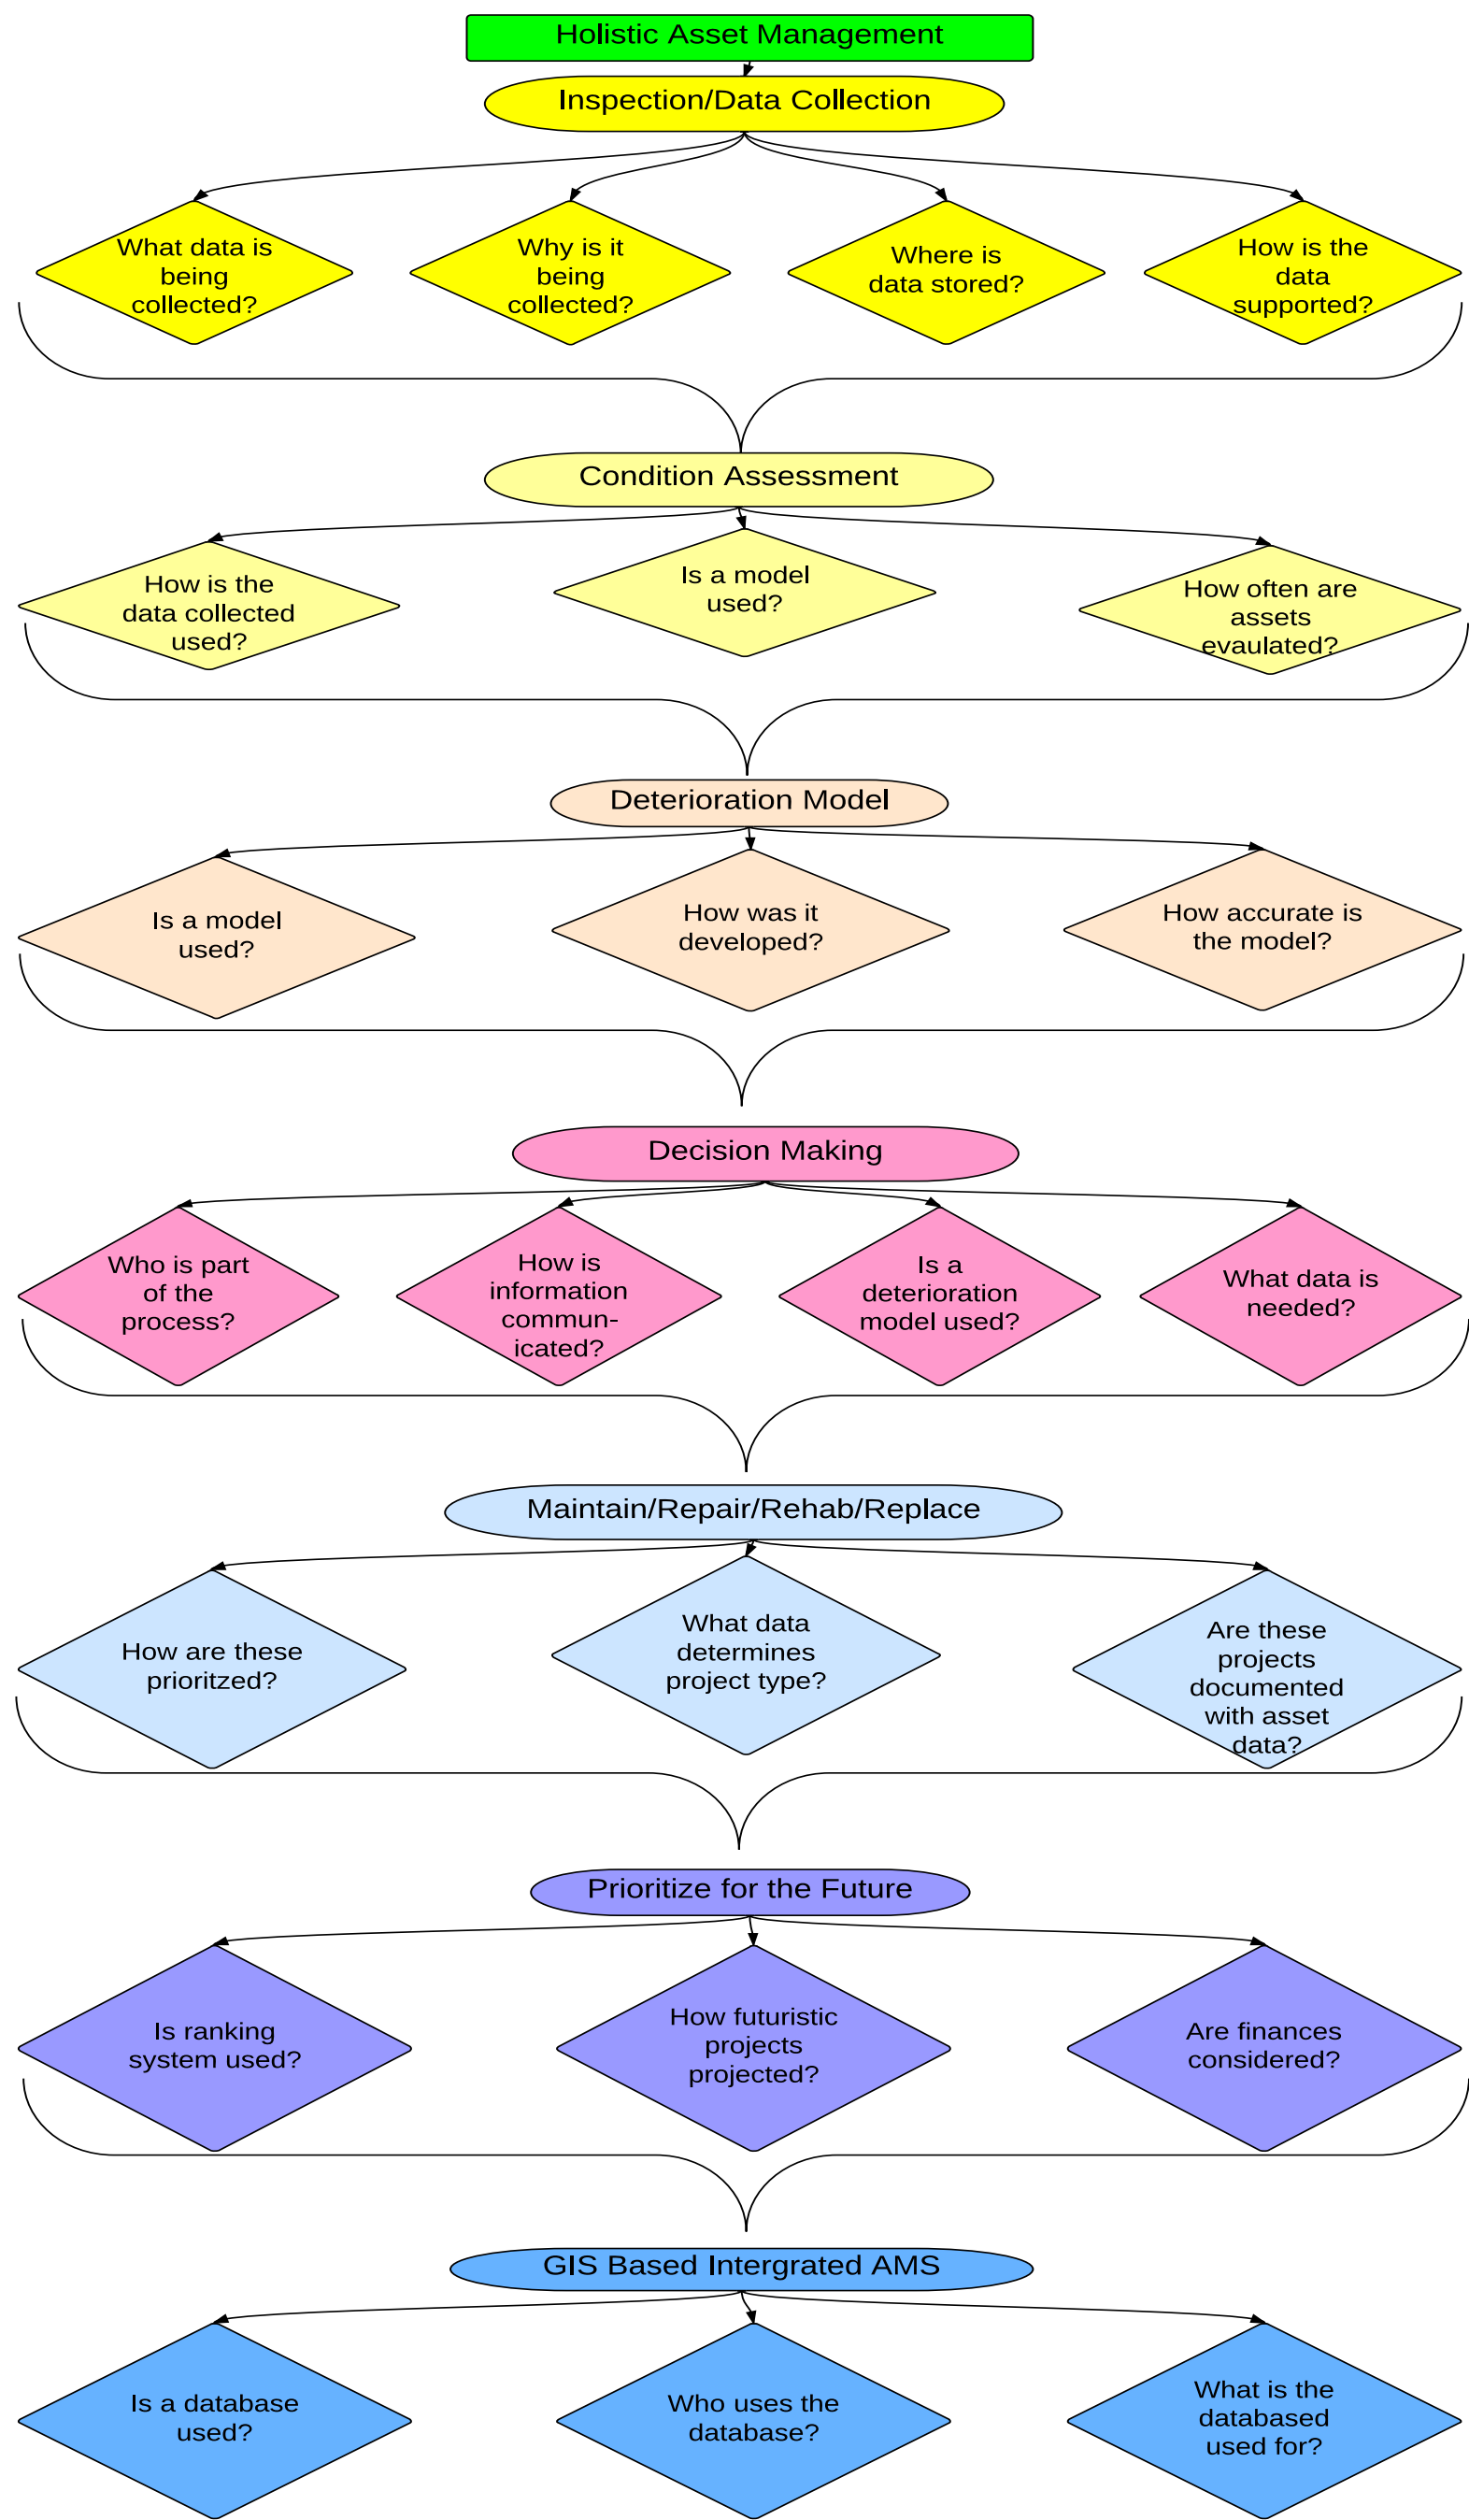 Holistic Asset Management
Inspection/Data Collection
What data is
being
collected?
Why is it
being
collected?
Where is
data stored?
How is the
data
supported?
Condition Assessment
How is the
data collected
used?
Is a model
used?
How often are
assets
evaulated?
Deterioration Model
Is a model
used?
How was it
developed?
How accurate is
the model?
Decision Making
Who is part
of the
process?
How is
information
commun-
icated?
Is a
deterioration
model used?
What data is
needed?
Maintain/Repair/Rehab/Replace
How are these
prioritzed?
What data
determines
project type?
Are these
projects
documented
with asset
data?
Prioritize for the Future
Is ranking
system used?
How futuristic
projects
projected?
Are finances
considered?
GIS Based Intergrated AMS
Is a database
used?
Who uses the
database?
What is the
databased
used for?